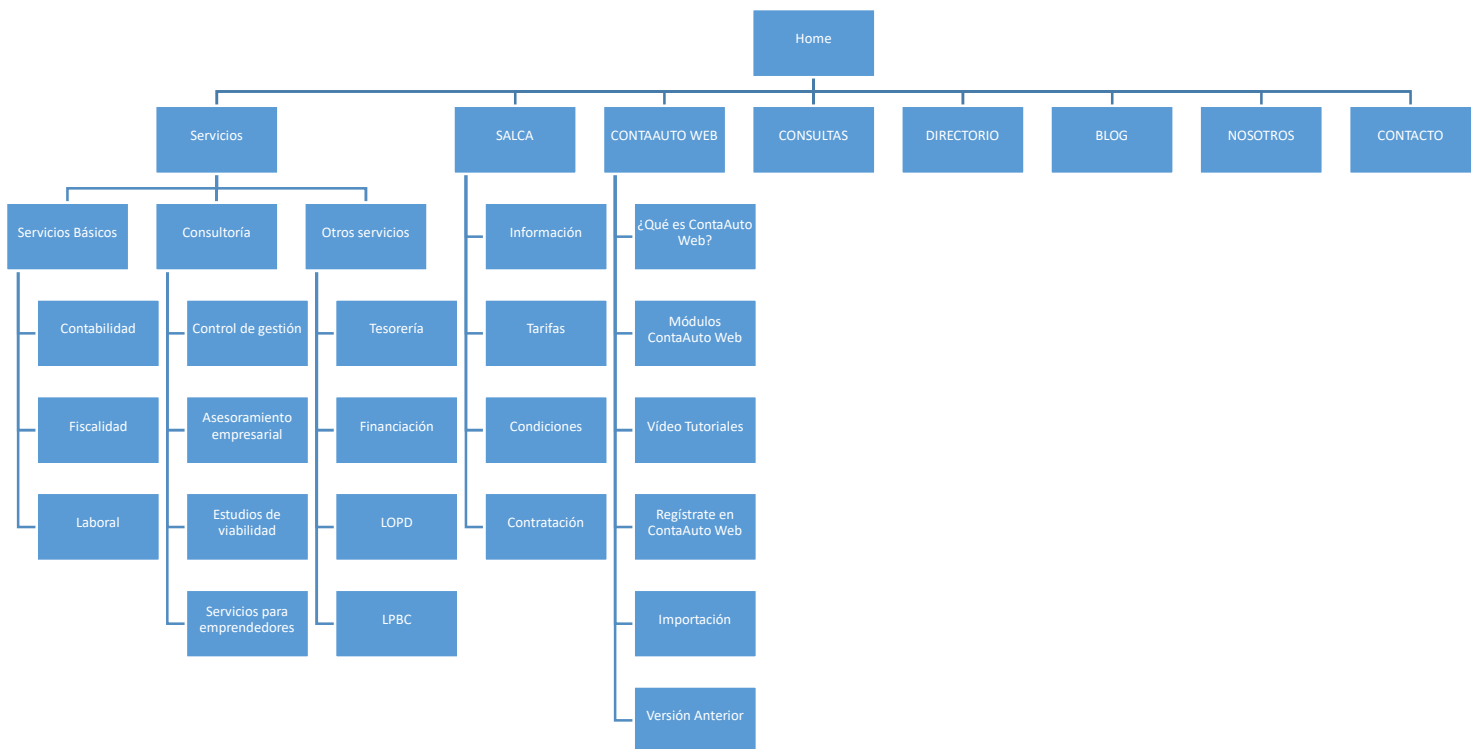 Home
Servicios
SALCA
CONTAAUTO WEB
CONSULTAS
DIRECTORIO
BLOG
NOSOTROS
CONTACTO
Servicios Básicos
Consultoría
Otros servicios
Información
¿Qué es ContaAuto
Web?
Contabilidad
Control de gestión
Tesorería
Tarifas
Módulos
ContaAuto Web
Fiscalidad
Asesoramiento
empresarial
Financiación
Condiciones
Vídeo Tutoriales
Laboral
Estudios de
viabilidad
LOPD
Contratación
Regístrate en
ContaAuto Web
Servicios para
emprendedores
LPBC
Importación
Versión Anterior